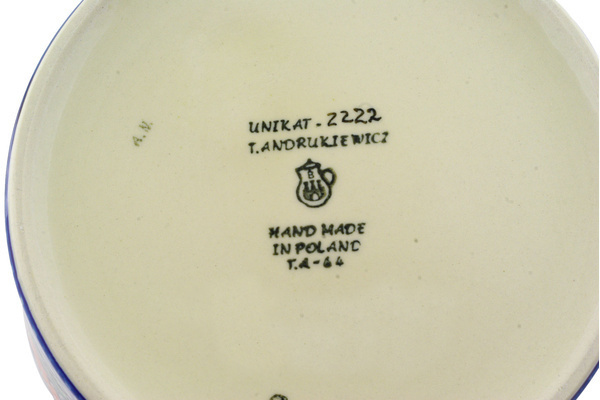 A.N.
UNIKAT - 2222
T. ANDRUKIEWICZ
B
HAND MADE
IN POLAND
T.A-64